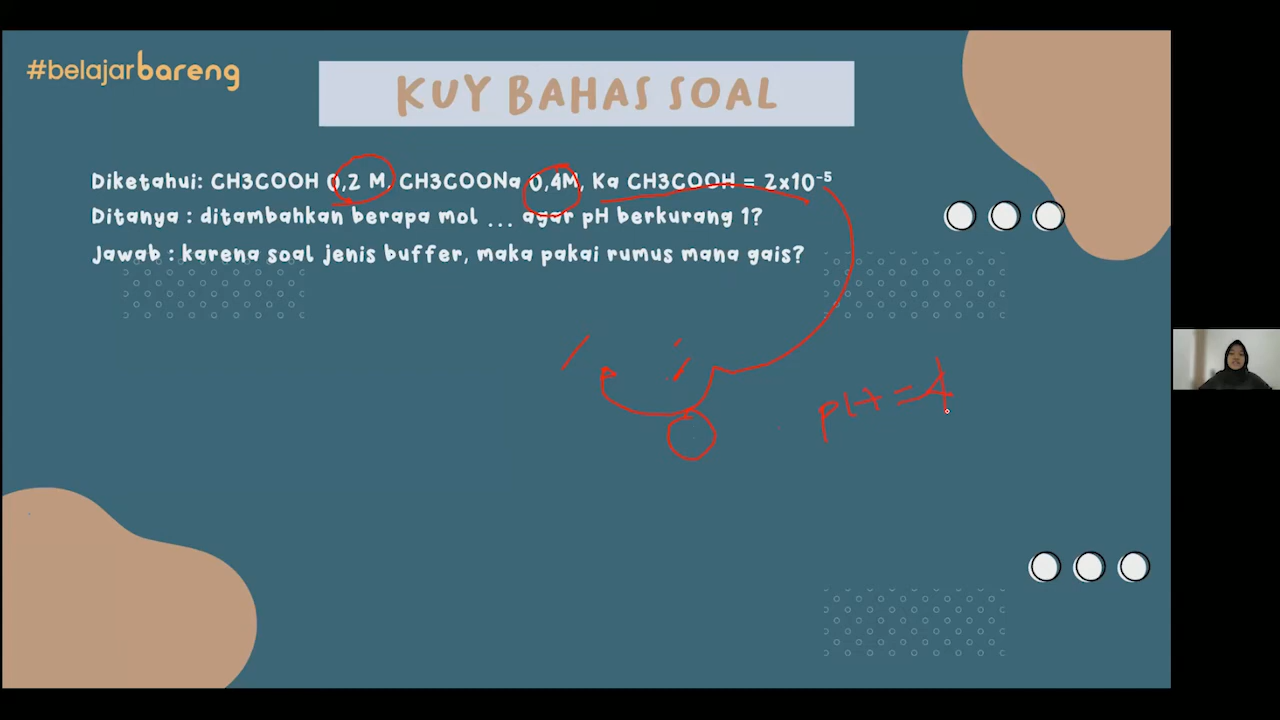 #belajarbareng
KUY BAHAS SOAL
Diketahui: CH3COOH 0,2 M, CH3COONa 0,4M, Ka CH3COOH = 2x10⁻⁵
Ditanya : ditambahkan berapa mol ... agar pH berkurang 1?
Jawab : karena soal jenis buffer, maka pakai rumus mana gais?
pH = 4